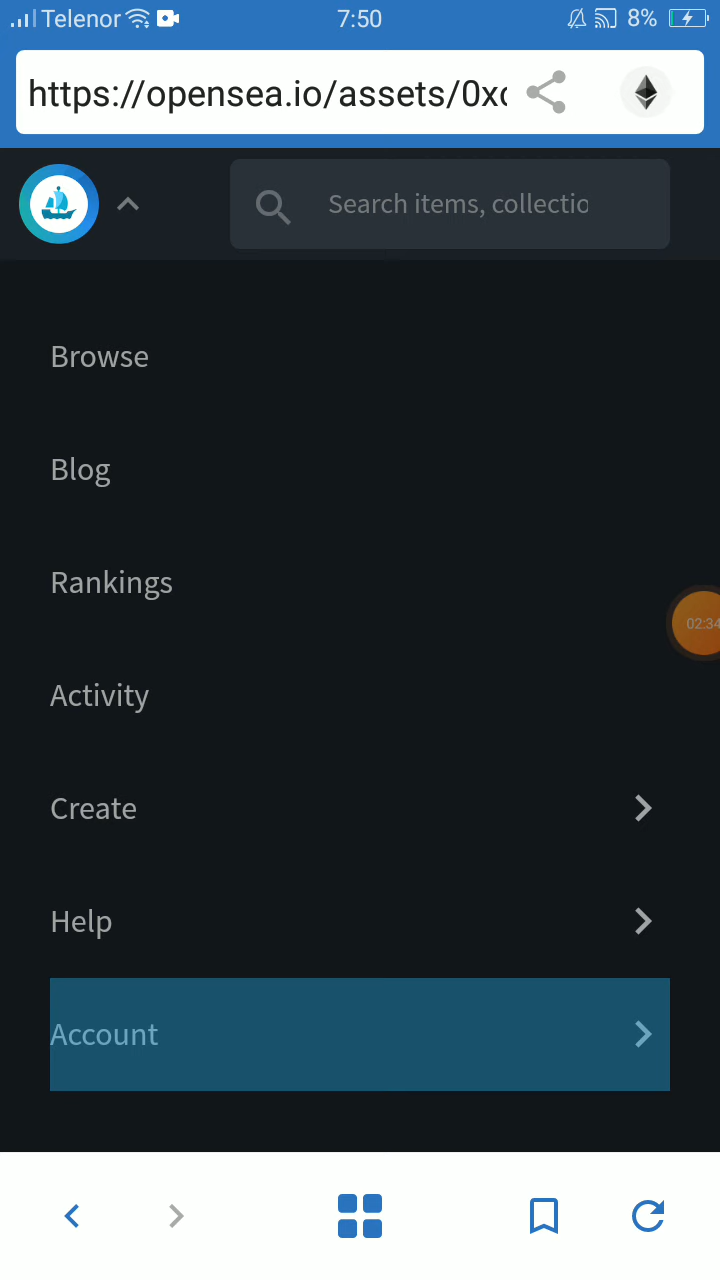 Telenor 7:50 8%
https://opensea.io/assets/0x
Search items, collectio
Browse
Blog
Rankings
Activity
02:34
Create
Help
Account